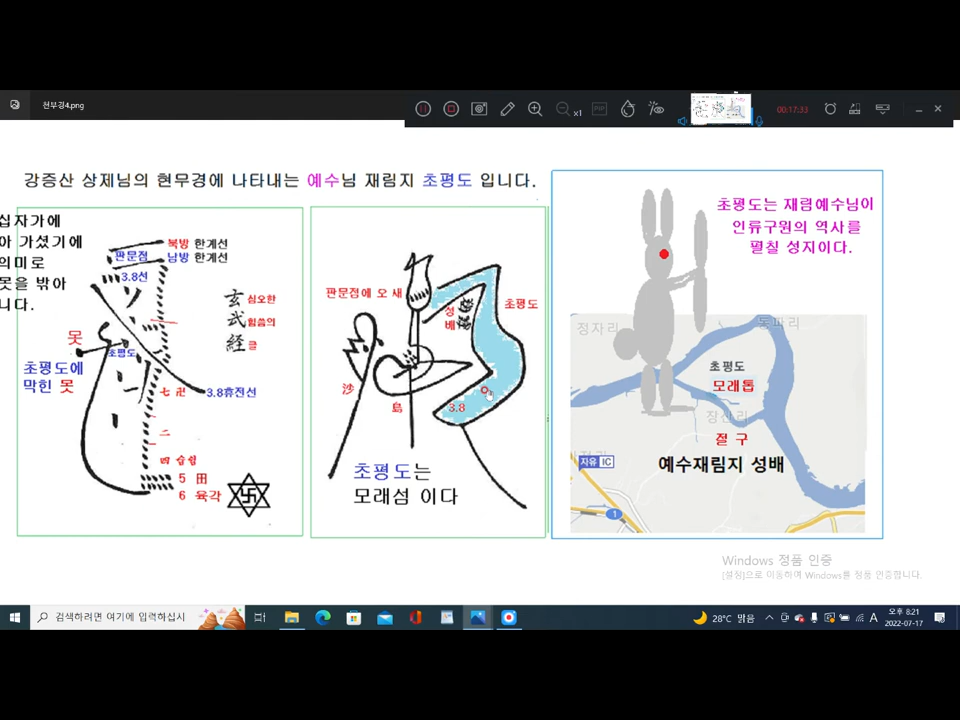 천부경4.png
x1
00:17:33
강증산 상제님의 현무경에 나타내는 예수님 재림지 초평도 입니다.
십자가에
아 가셨기에
의미로
못을 밖아
니다.
북방 한계선
판문점 남방 한계선
3.8선
玄 심오한
武 힘씀의
經 글
못
초평도
초평도에
막힌 못
3.8휴전선
七 卍
二
四 습쉽
5 田
6 육각
卍
판문점에 오 새
초평도
성
배
沙
島
3.8
초평도는
모래섬 이다
초평도는 재림예수님이
인류구원의 역사를
펼칠 성지이다.
정자리
동파리
초평도
모래톱
장산리
절 구
예수재림지 성배
자유 IC
1
Windows 정품 인증
[설정]으로 이동하여 Windows를 정품 인증합니다.
검색하려면 여기에 입력하십시
28°C 맑음
A
오후 8:21
2022-07-17